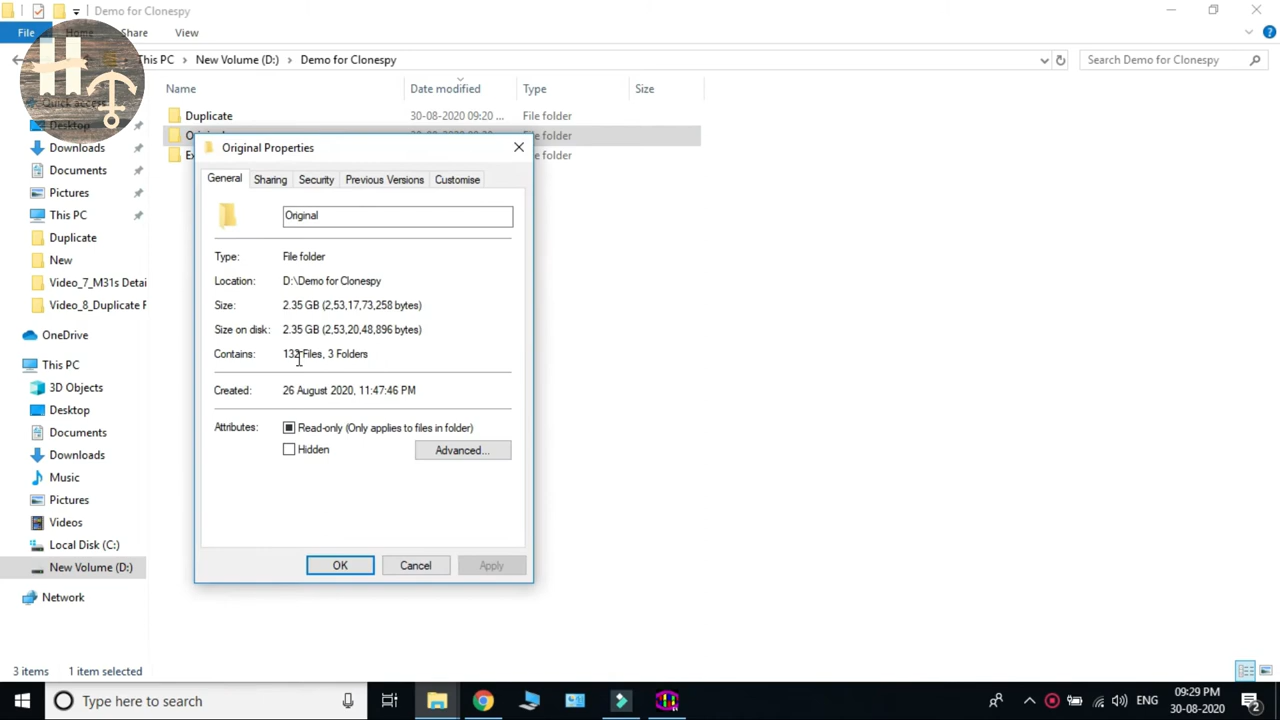 Demo for Clonespy
File Home Share View
This PC > New Volume (D:) > Demo for Clonespy
Search Demo for Clonespy
Name Date modified Type Size
Quick access
Desktop
Downloads
Documents
Pictures
This PC
Duplicate
New
Video_7_M31s Detai
Video_8_Duplicate F
OneDrive
This PC
3D Objects
Desktop
Documents
Downloads
Music
Pictures
Videos
Local Disk (C:)
New Volume (D:)
Network
Duplicate 30-08-2020 09:20 ... File folder
File folder
File folder
Original Properties
General Sharing Security Previous Versions Customise
Original
Type: File folder
Location: D:\Demo for Clonespy
Size: 2.35 GB (2,53,17,73,258 bytes)
Size on disk: 2.35 GB (2,53,20,48,896 bytes)
Contains: 132 Files, 3 Folders
Created: 26 August 2020, 11:47:46 PM
Attributes: Read-only (Only applies to files in folder)
Hidden Advanced...
OK Cancel Apply
3 items 1 item selected
Type here to search
ENG
09:29 PM
30-08-2020
2